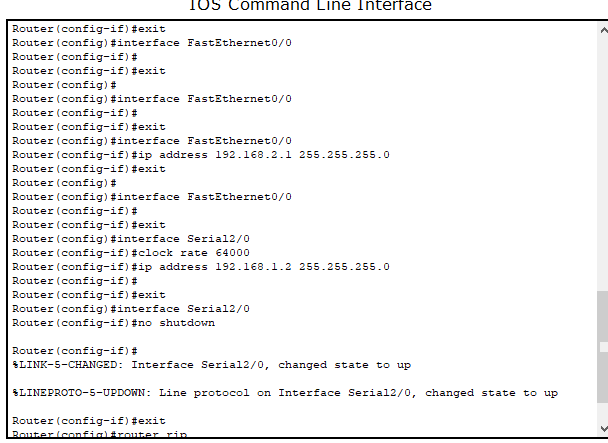 IOS Command Line Interface
Router(config-if)#exit
Router(config)#interface FastEthernet0/0
Router(config-if)#
Router(config-if)#exit
Router(config)#
Router(config)#interface FastEthernet0/0
Router(config-if)#
Router(config-if)#exit
Router(config)#interface FastEthernet0/0
Router(config-if)#ip address 192.168.2.1 255.255.255.0
Router(config-if)#exit
Router(config)#
Router(config)#interface FastEthernet0/0
Router(config-if)#
Router(config-if)#exit
Router(config)#interface Serial2/0
Router(config-if)#clock rate 64000
Router(config-if)#ip address 192.168.1.2 255.255.255.0
Router(config-if)#
Router(config-if)#exit
Router(config)#interface Serial2/0
Router(config-if)#no shutdown
Router(config-if)#
%LINK-5-CHANGED: Interface Serial2/0, changed state to up
%LINEPROTO-5-UPDOWN: Line protocol on Interface Serial2/0, changed state to up
Router(config-if)#exit
Router(config)#router rip